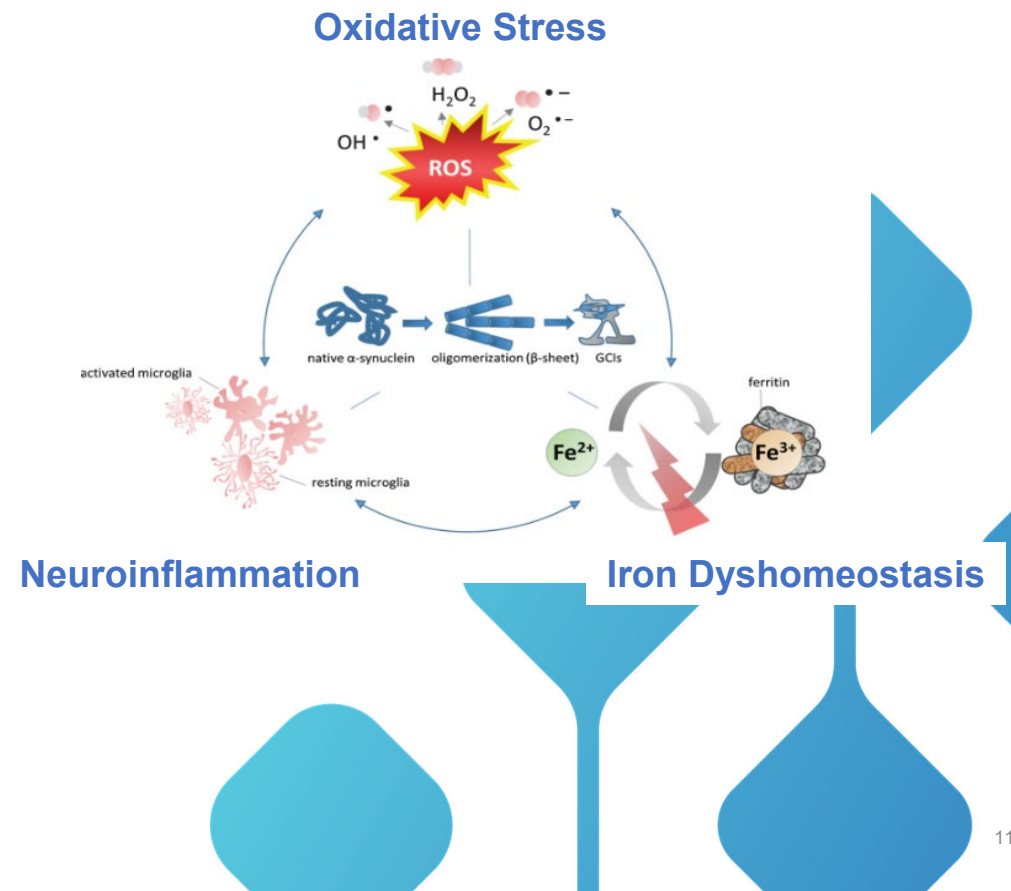 Oxidative Stress
H₂O₂
OH •
O₂ •−
ROS
native α-synuclein
oligomerization (β-sheet)
GCIs
activated microglia
resting microglia
ferritin
Fe²⁺
Fe³⁺
Neuroinflammation
Iron Dyshomeostasis
11